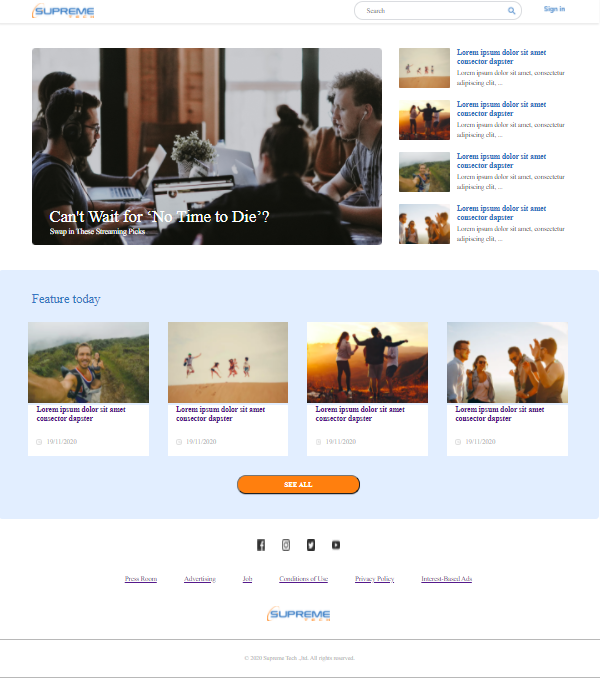 SUPREME
TECH
Search
Sign in
Lorem ipsum dolor sit amet
consector dapster
Lorem ipsum dolor sit amet, consectetur
adipiscing elit, ...
Lorem ipsum dolor sit amet
consector dapster
Lorem ipsum dolor sit amet, consectetur
adipiscing elit, ...
Lorem ipsum dolor sit amet
consector dapster
Lorem ipsum dolor sit amet, consectetur
adipiscing elit, ...
Lorem ipsum dolor sit amet
consector dapster
Lorem ipsum dolor sit amet, consectetur
adipiscing elit, ...
Can't Wait for ‘No Time to Die’?
Swap in These Streaming Picks
Feature today
Lorem ipsum dolor sit amet
consector dapster
19/11/2020
Lorem ipsum dolor sit amet
consector dapster
19/11/2020
Lorem ipsum dolor sit amet
consector dapster
19/11/2020
Lorem ipsum dolor sit amet
consector dapster
19/11/2020
SEE ALL
Press Room Advertising Job Conditions of Use Privacy Policy Interest-Based Ads
SUPREME
TECH
© 2020 Supreme Tech .,ltd. All rights reserved.